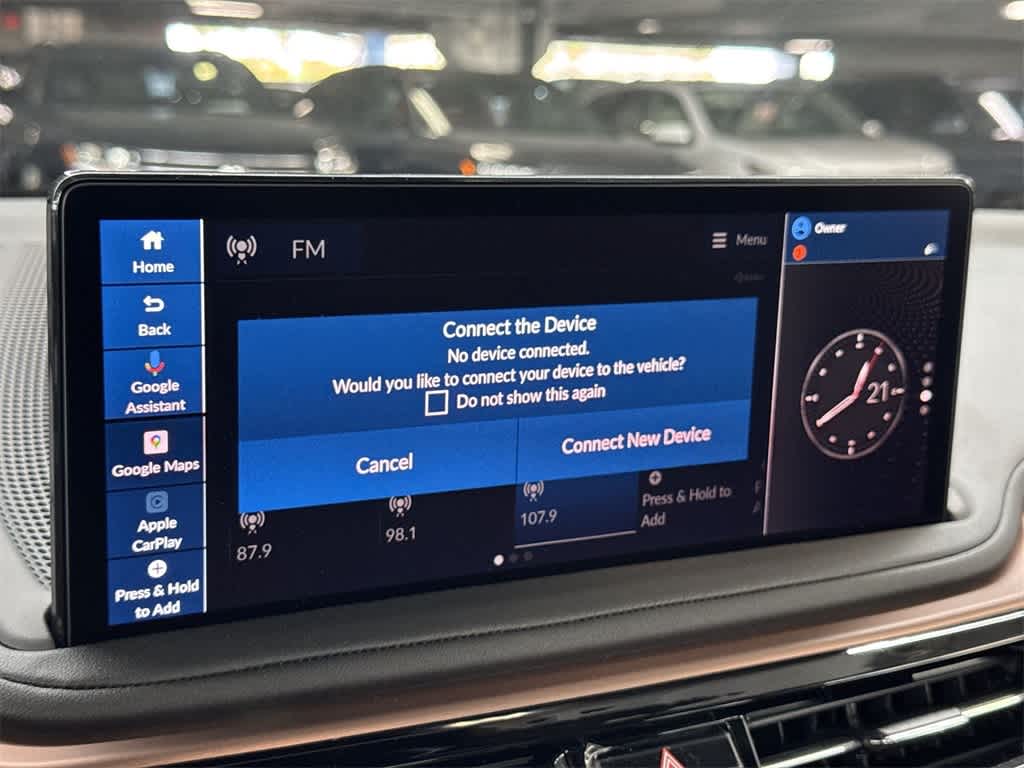 Home
Back
Google
Assistant
Google Maps
Apple
CarPlay
Press & Hold
to Add
FM
Menu
Connect the Device
No device connected.
Would you like to connect your device to the vehicle?
Do not show this again
Cancel
Connect New Device
87.9
98.1
107.9
Press & Hold to
Add
Owner
21